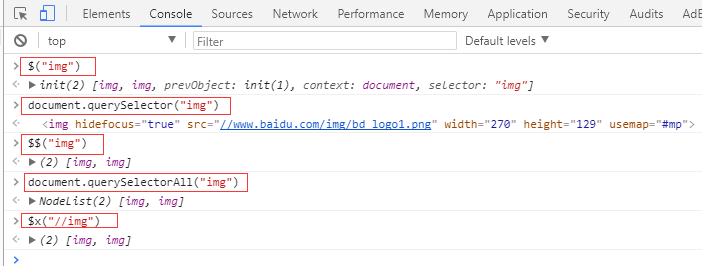 Elements Console Sources Network Performance Memory Application Security Audits AdE
top Filter Default levels
$("img")
init(2) [img, img, prevObject: init(1), context: document, selector: "img"]
document.querySelector("img")
<img hidefocus="true" src="//www.baidu.com/img/bd_logo1.png" width="270" height="129" usemap="#mp">
$$("img")
(2) [img, img]
document.querySelectorAll("img")
NodeList(2) [img, img]
$x("//img")
(2) [img, img]